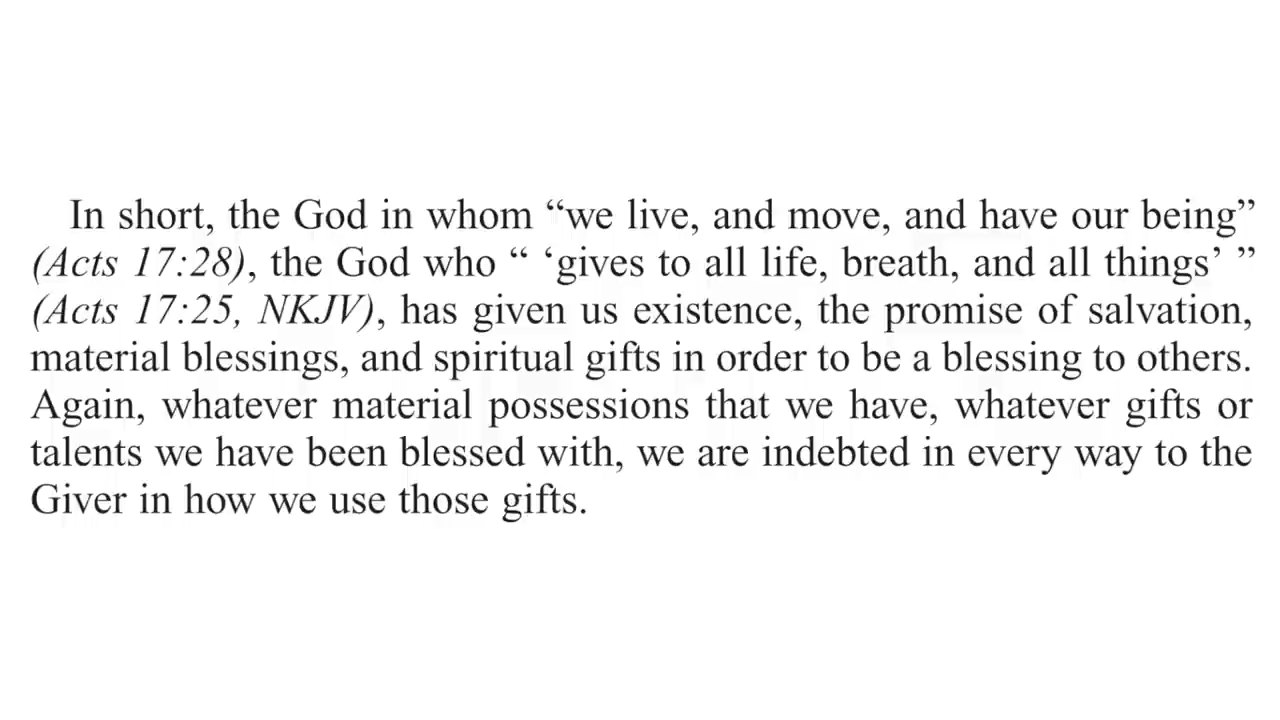 In short, the God in whom “we live, and move, and have our being”
(Acts 17:28), the God who “ ‘gives to all life, breath, and all things’ ”
(Acts 17:25, NKJV), has given us existence, the promise of salvation,
material blessings, and spiritual gifts in order to be a blessing to others.
Again, whatever material possessions that we have, whatever gifts or
talents we have been blessed with, we are indebted in every way to the
Giver in how we use those gifts.